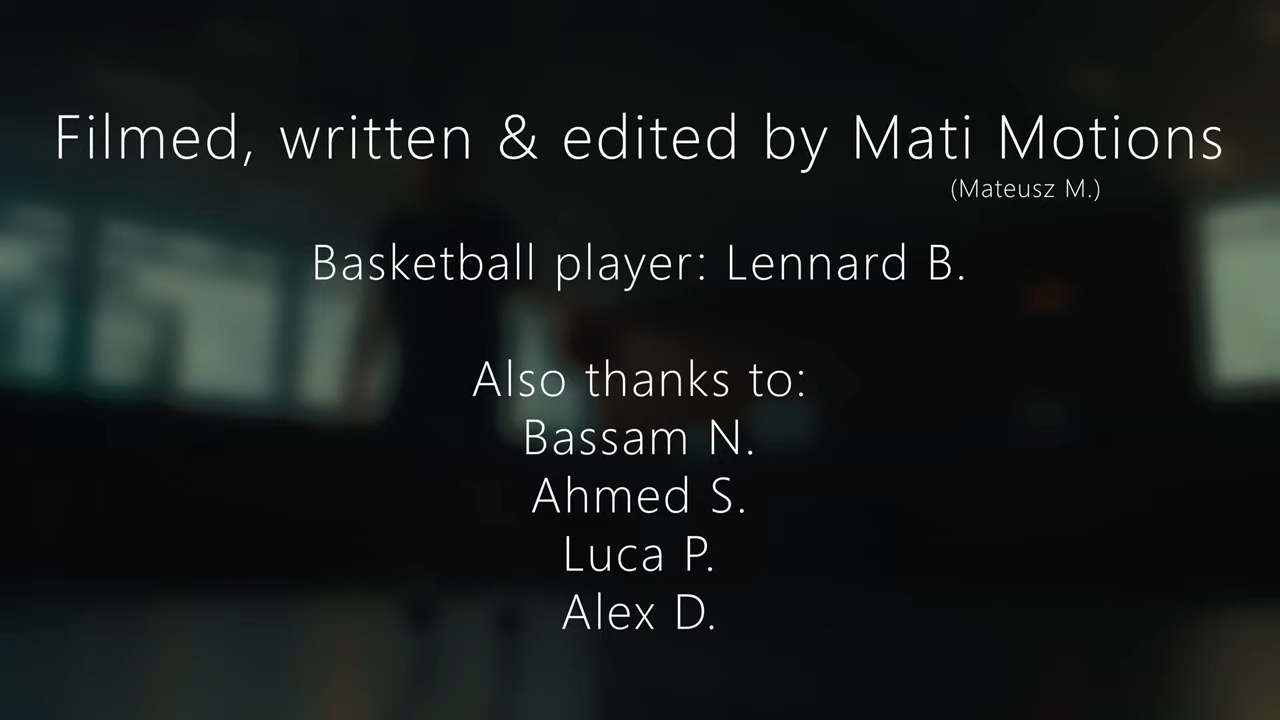 Filmed, written & edited by Mati Motions
(Mateusz M.)
Basketball player: Lennard B.
Also thanks to:
Bassam N.
Ahmed S.
Luca P.
Alex D.